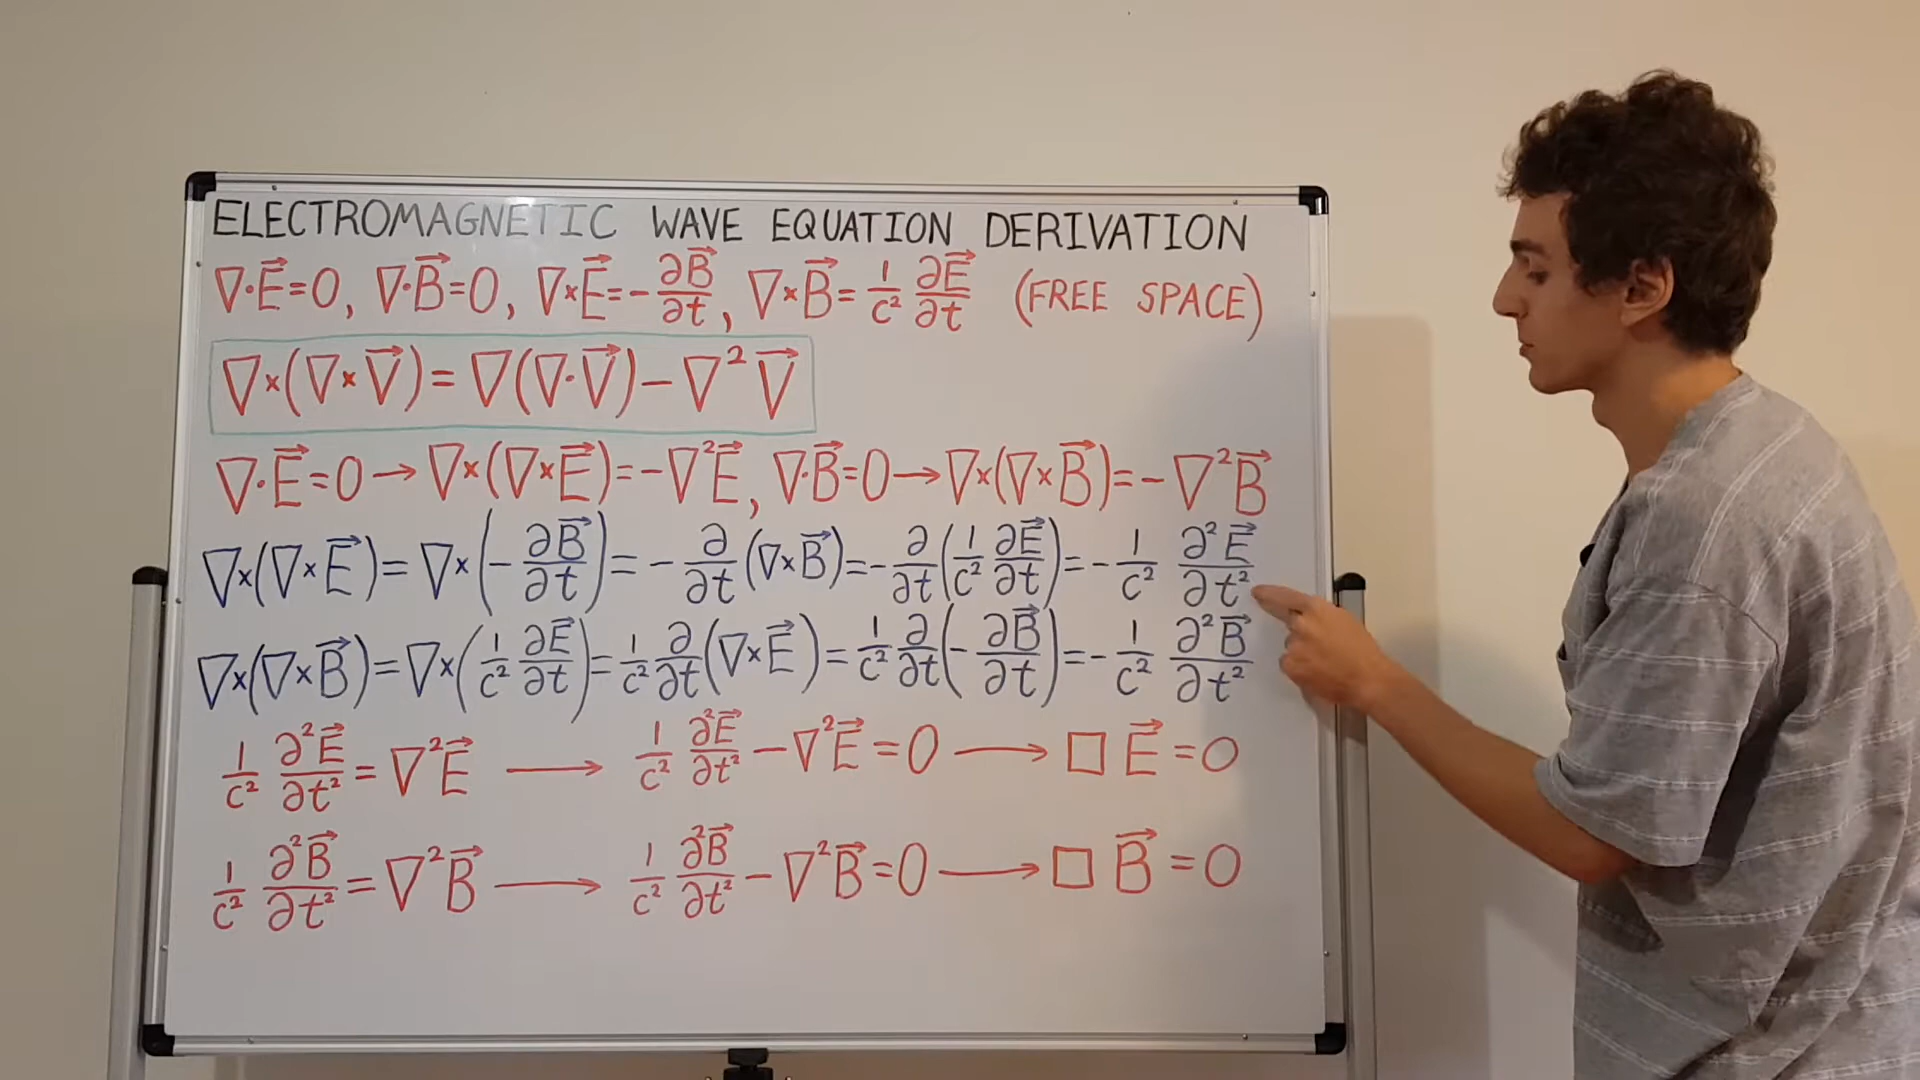 ELECTROMAGNETIC WAVE EQUATION DERIVATION
∇·E⃗=0, ∇·B⃗=0, ∇×E⃗=-∂B⃗/∂t, ∇×B⃗=1/c² ∂E⃗/∂t (FREE SPACE)
∇×(∇×V⃗)=∇(∇·V⃗)-∇²V⃗
∇·E⃗=0→∇×(∇×E⃗)=-∇²E⃗, ∇·B⃗=0→∇×(∇×B⃗)=-∇²B⃗
∇×(∇×E⃗)=∇×(-∂B⃗/∂t)=-∂/∂t(∇×B⃗)=-∂/∂t(1/c² ∂E⃗/∂t)=-1/c² ∂²E⃗/∂t²
∇×(∇×B⃗)=∇×(1/c² ∂E⃗/∂t)=1/c² ∂/∂t(∇×E⃗)=1/c² ∂/∂t(-∂B⃗/∂t)=-1/c² ∂²B⃗/∂t²
1/c² ∂²E⃗/∂t²=∇²E⃗ → 1/c² ∂²E⃗/∂t²-∇²E⃗=0 → □E⃗=0
1/c² ∂²B⃗/∂t²=∇²B⃗ → 1/c² ∂²B⃗/∂t²-∇²B⃗=0 → □B⃗=0